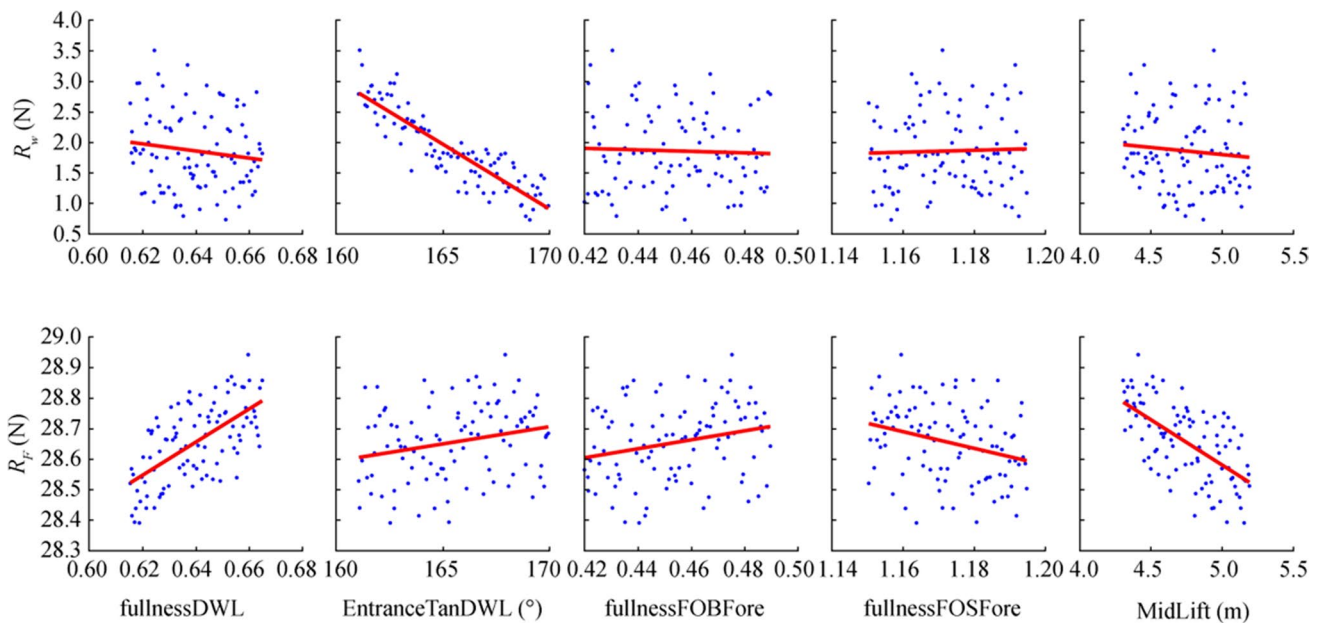 4.0
3.5
3.0
2.5
2.0
1.5
1.0
0.5
R_w (N)
0.60 0.62 0.64 0.66 0.68
160 165 170
0.42 0.44 0.46 0.48 0.50
1.14 1.16 1.18 1.20
4.0 4.5 5.0 5.5
29.0
28.9
28.8
28.7
28.6
28.5
28.4
28.3
R_F (N)
0.60 0.62 0.64 0.66 0.68
160 165 170
0.42 0.44 0.46 0.48 0.50
1.14 1.16 1.18 1.20
4.0 4.5 5.0 5.5
fullnessDWL
EntranceTanDWL (°)
fullnessFOBFore
fullnessFOSFore
MidLift (m)